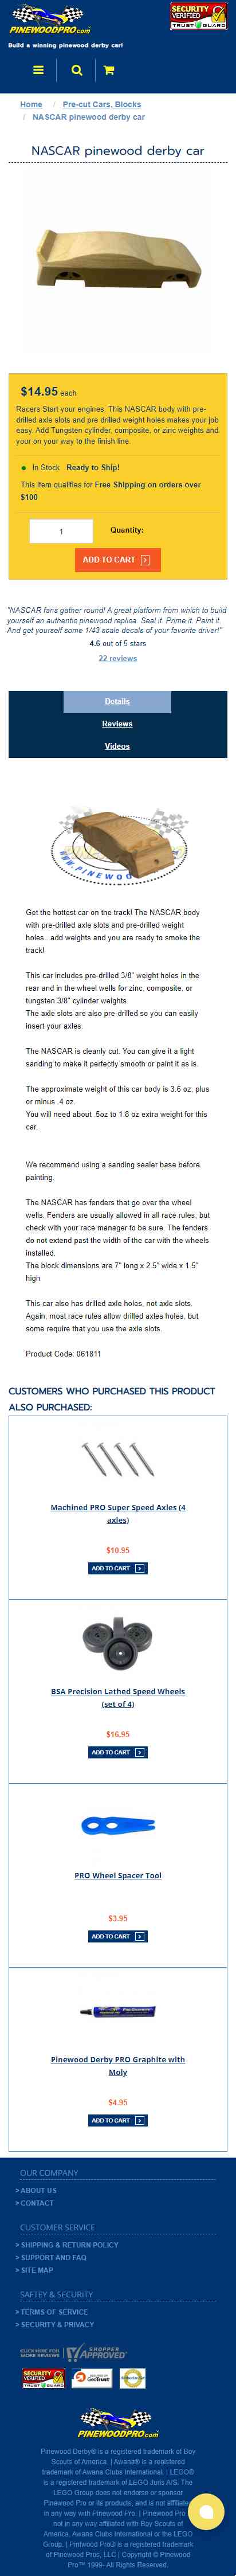 PINEWOODPRO.COM
Build a winning pinewood derby car!
SECURITY
VERIFIED
TRUST GUARD
Home / Pre-cut Cars, Blocks
/ NASCAR pinewood derby car
NASCAR pinewood derby car
$14.95 each
Racers Start your engines. This NASCAR body with pre-
drilled axle slots and pre drilled weight holes makes your job
easy. Add Tungsten cylinder, composite, or zinc weights and
your on your way to the finish line.
In Stock Ready to Ship!
This item qualifies for Free Shipping on orders over
$100
1 Quantity:
ADD TO CART
"NASCAR fans gather round! A great platform from which to build
yourself an authentic pinewood replica. Seal it. Prime it. Paint it.
And get yourself some 1/43 scale decals of your favorite driver!"
4.6 out of 5 stars
22 reviews
Details
Reviews
Videos
WWW.PINEWOOD
Get the hottest car on the track! The NASCAR body
with pre-drilled axle slots and pre-drilled weight
holes...add weights and you are ready to smoke the
track!
This car includes pre-drilled 3/8" weight holes in the
rear and in the wheel wells for zinc, composite, or
tungsten 3/8" cylinder weights.
The axle slots are also pre-drilled so you can easily
insert your axles.
The NASCAR is cleanly cut. You can give it a light
sanding to make it perfectly smooth or paint it as is.
The approximate weight of this car body is 3.6 oz, plus
or minus .4 oz.
You will need about .5oz to 1.8 oz extra weight for this
car.
We recommend using a sanding sealer base before
painting.
The NASCAR has fenders that go over the wheel
wells. Fenders are usually allowed in all race rules, but
check with your race manager to be sure. The fenders
do not extend past the width of the car with the wheels
installed.
The block dimensions are 7" long x 2.5" wide x 1.5"
high
This car also has drilled axle holes, not axle slots.
Again, most race rules allow drilled axles holes, but
some require that you use the axle slots.
Product Code: 061811
CUSTOMERS WHO PURCHASED THIS PRODUCT
ALSO PURCHASED:
Machined PRO Super Speed Axles (4
axles)
$10.95
ADD TO CART
BSA Precision Lathed Speed Wheels
(set of 4)
$16.95
ADD TO CART
PRO Wheel Spacer Tool
$3.95
ADD TO CART
Pinewood Derby PRO Graphite with
Moly
$4.95
ADD TO CART
OUR COMPANY
> ABOUT US
> CONTACT
CUSTOMER SERVICE
> SHIPPING & RETURN POLICY
> SUPPORT AND FAQ
> SITE MAP
SAFTEY & SECURITY
> TERMS OF SERVICE
> SECURITY & PRIVACY
CLICK HERE FOR
MORE REVIEWS
SHOPPER
APPROVED
SECURITY
VERIFIED
TRUST GUARD
GeoTrust
PINEWOODPRO.COM
Pinewood Derby® is a registered trademark of Boy
Scouts of America. | Awana® is a registered
trademark of Awana Clubs International. | LEGO®
is a registered trademark of LEGO Juris A/S. The
LEGO Group does not endorse or sponsor
Pinewood Pro or its products, and is not affiliated
in any way with Pinewood Pro. | Pinewood Pro
not in any way affiliated with Boy Scouts of
America, Awana Clubs International or the LEGO
Group. | Pintwood Pro® is a registered trademark
of Pinewood Pros, LLC | Copyright © Pinewood
Pro™ 1999- All Rights Reserved.